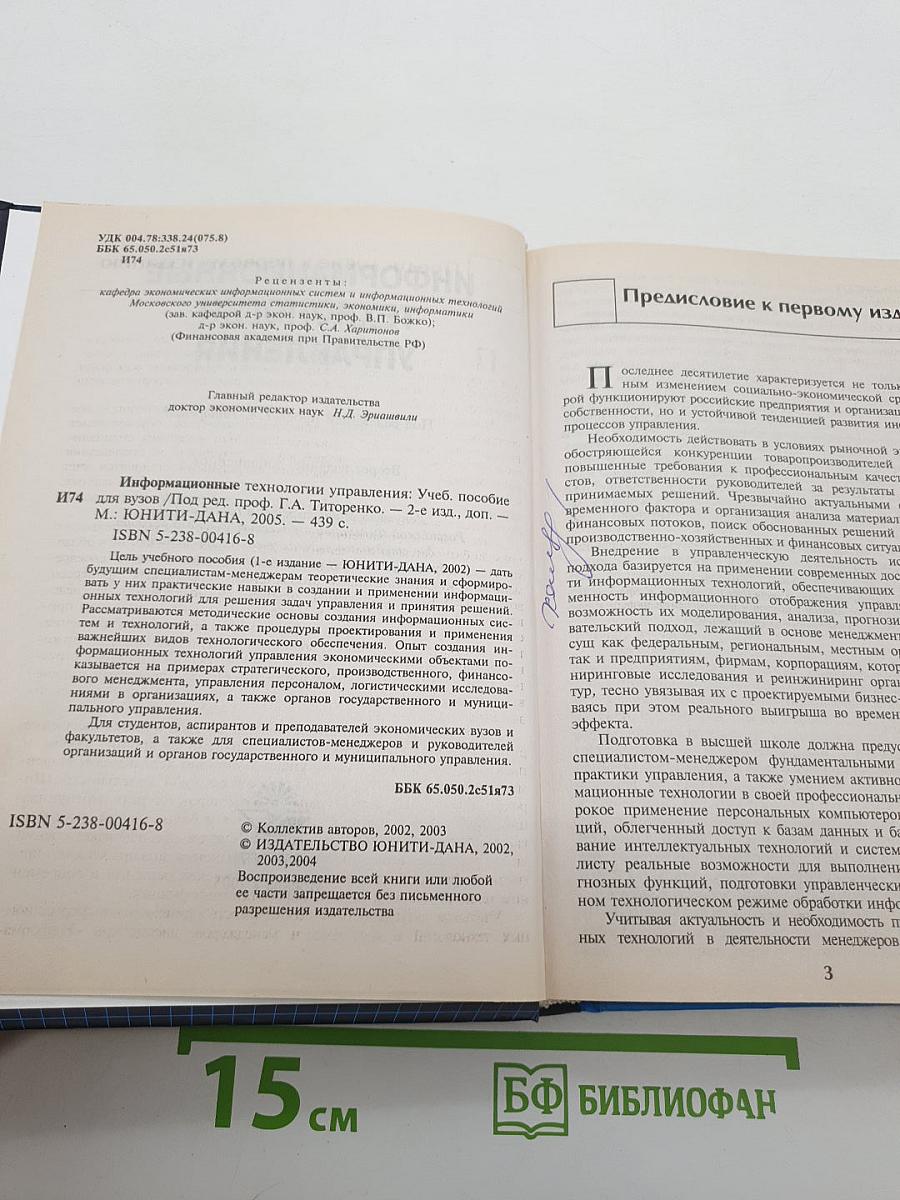 УДК 004.78:338.24(075.8)
ББК 65.050.2с51я73
И74
Рецензенты:
кафедра экономических информационных систем и информационных технологий
Московского университета статистики, экономики, информатики
(зав. кафедрой д-р экон. наук, проф. В.П. Божко);
д-р экон. наук, проф. С.А. Харитонов
(Финансовая академия при Правительстве РФ)
Главный редактор издательства
доктор экономических наук Н.Д. Эриашвили
Информационные технологии управления: Учеб. пособие
И74 для вузов /Под ред. проф. Г.А. Титоренко. — 2-е изд., доп. —
М.: ЮНИТИ-ДАНА, 2005. — 439 с.
ISBN 5-238-00416-8
Цель учебного пособия (1-е издание — ЮНИТИ-ДАНА, 2002) — дать
будущим специалистам-менеджерам теоретические знания и сформиро-
вать у них практические навыки в создании и применении информаци-
онных технологий для решения задач управления и принятия решений.
Рассматриваются методические основы создания информационных сис-
тем и технологий, а также процедуры проектирования и применения
важнейших видов технологического обеспечения. Опыт создания ин-
формационных технологий управления экономическими объектами по-
казывается на примерах стратегического, производственного, финансо-
вого менеджмента, управления персоналом, логистическими исследова-
ниями в организациях, а также органов государственного и муници-
пального управления.
Для студентов, аспирантов и преподавателей экономических вузов и
факультетов, а также для специалистов-менеджеров и руководителей
организаций и органов государственного и муниципального управления.
ББК 65.050.2с51я73
ISBN 5-238-00416-8
© Коллектив авторов, 2002, 2003
© ИЗДАТЕЛЬСТВО ЮНИТИ-ДАНА, 2002,
2003,2004
Воспроизведение всей книги или любой
ее части запрещается без письменного
разрешения издательства
Предисловие к первому изд
Последнее десятилетие характеризуется не тольк
ным изменением социально-экономической ср
рой функционируют российские предприятия и организац
собственности, но и устойчивой тенденцией развития ин
процессов управления.
Необходимость действовать в условиях рыночной э
обостряющейся конкуренции товаропроизводителей
повышенные требования к профессиональным качест
стов, ответственности руководителей за результаты
принимаемых решений. Чрезвычайно актуальными
временного фактора и организация анализа материал
финансовых потоков, поиск обоснованных решений
производственно-хозяйственных и финансовых ситуац
Внедрение в управленческую деятельность ис
подхода базируется на применении современных дос
ти информационных технологий, обеспечивающих
менность информационного отображения управл
возможность их моделирования, анализа, прогнози
вательский подход, лежащий в основе менеджмент
сущ как федеральным, региональным, местным ор
так и предприятиям, фирмам, корпорациям, котор
ниринговые исследования и реинжиниринг орган
тур, тесно увязывая их с проектируемыми бизнес-
ваясь при этом реального выигрыша во времен
эффекта.
Подготовка в высшей школе должна предус
специалистом-менеджером фундаментальными
практики управления, а также умением активно
мационные технологии в своей профессиональн
рокое применение персональных компьютеров
ций, облегченный доступ к базам данных и ба
вание интеллектуальных технологий и систем
листу реальные возможности для выполнени
гнозных функций, подготовки управленчески
ном технологическом режиме обработки инфо
Учитывая актуальность и необходимость п
ных технологий в деятельности менеджеров
3
15 см
БФ БИБЛИОФАН